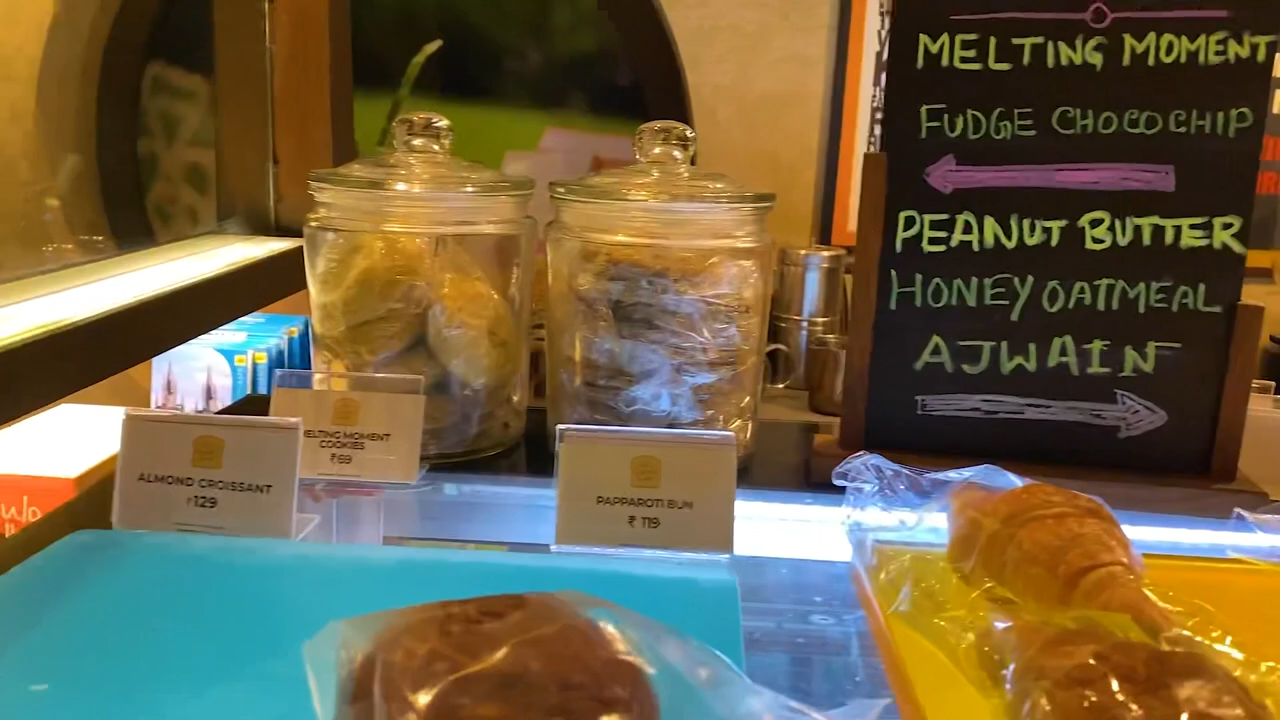 MELTING MOMENT
FUDGE CHOCOCHIP
PEANUT BUTTER
HONEY OATMEAL
AJWAIN
MELTING MOMENT
COOKIES
₹69
ALMOND CROISSANT
₹129
PAPPAROTI BUN
₹ 119